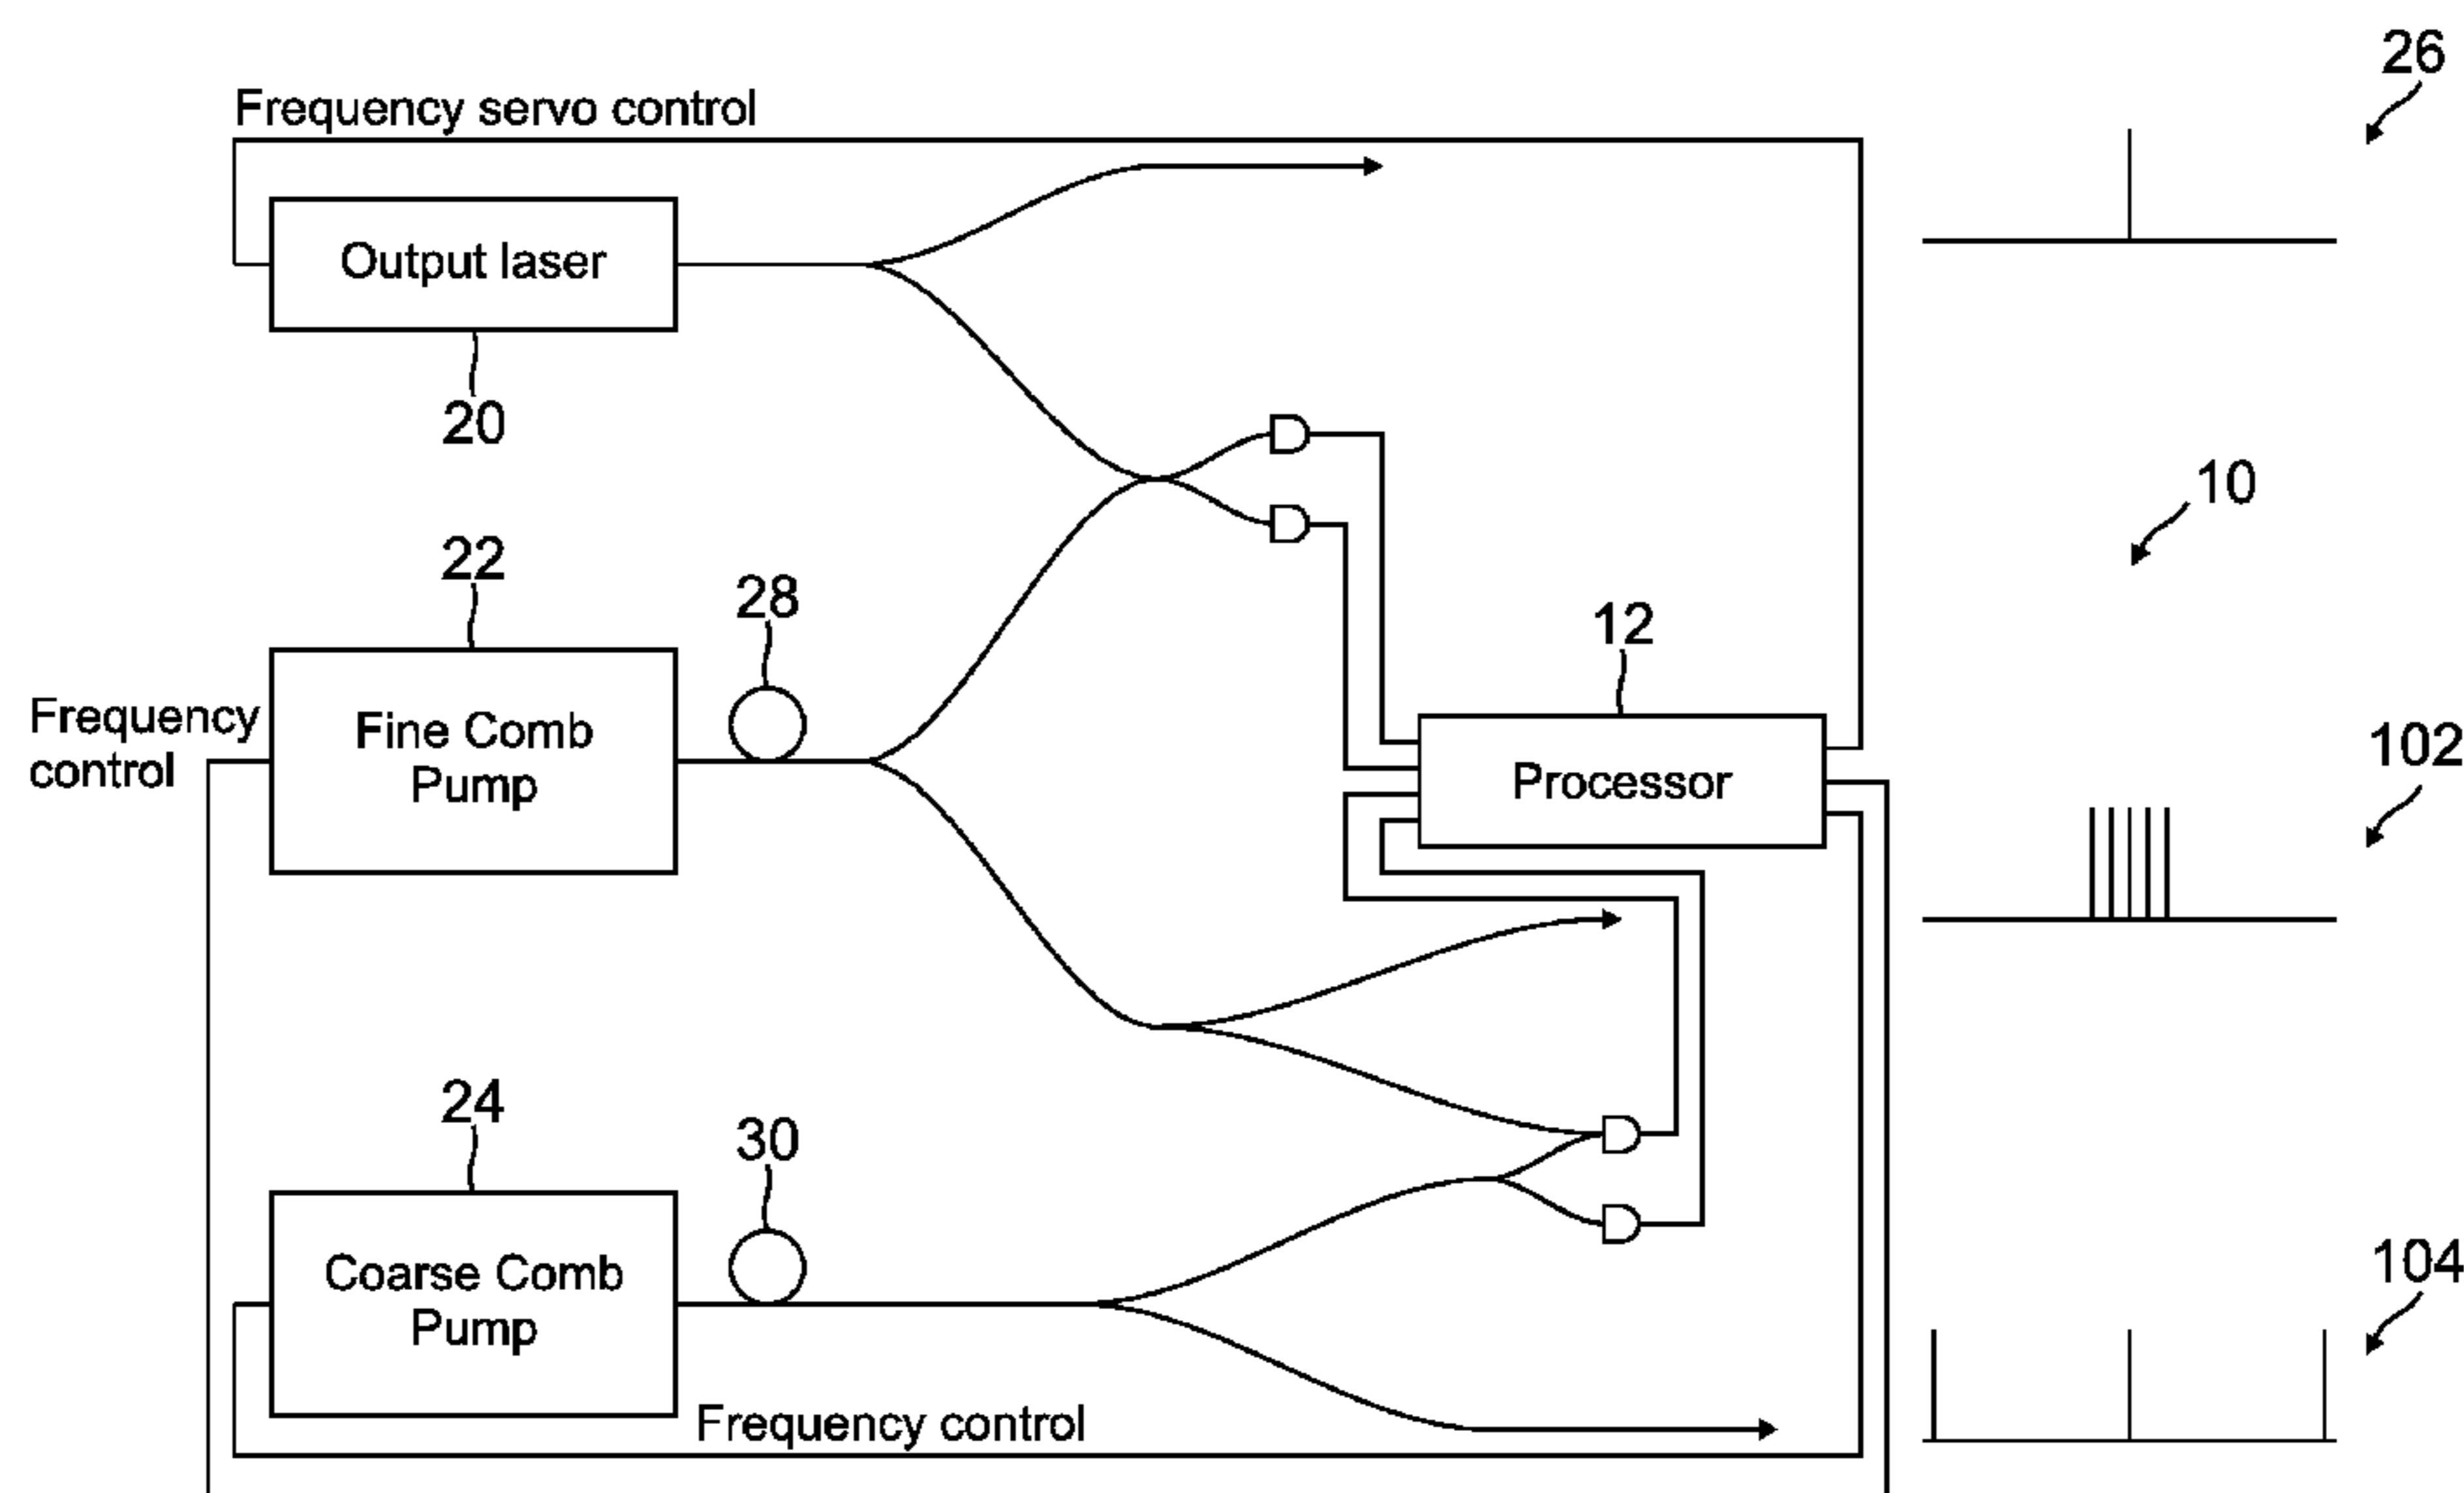 26
Frequency servo control
Output laser
20
10
22
28
12
Frequency
control
Fine Comb
Pump
Processor
102
24
30
Coarse Comb
Pump
104
Frequency control